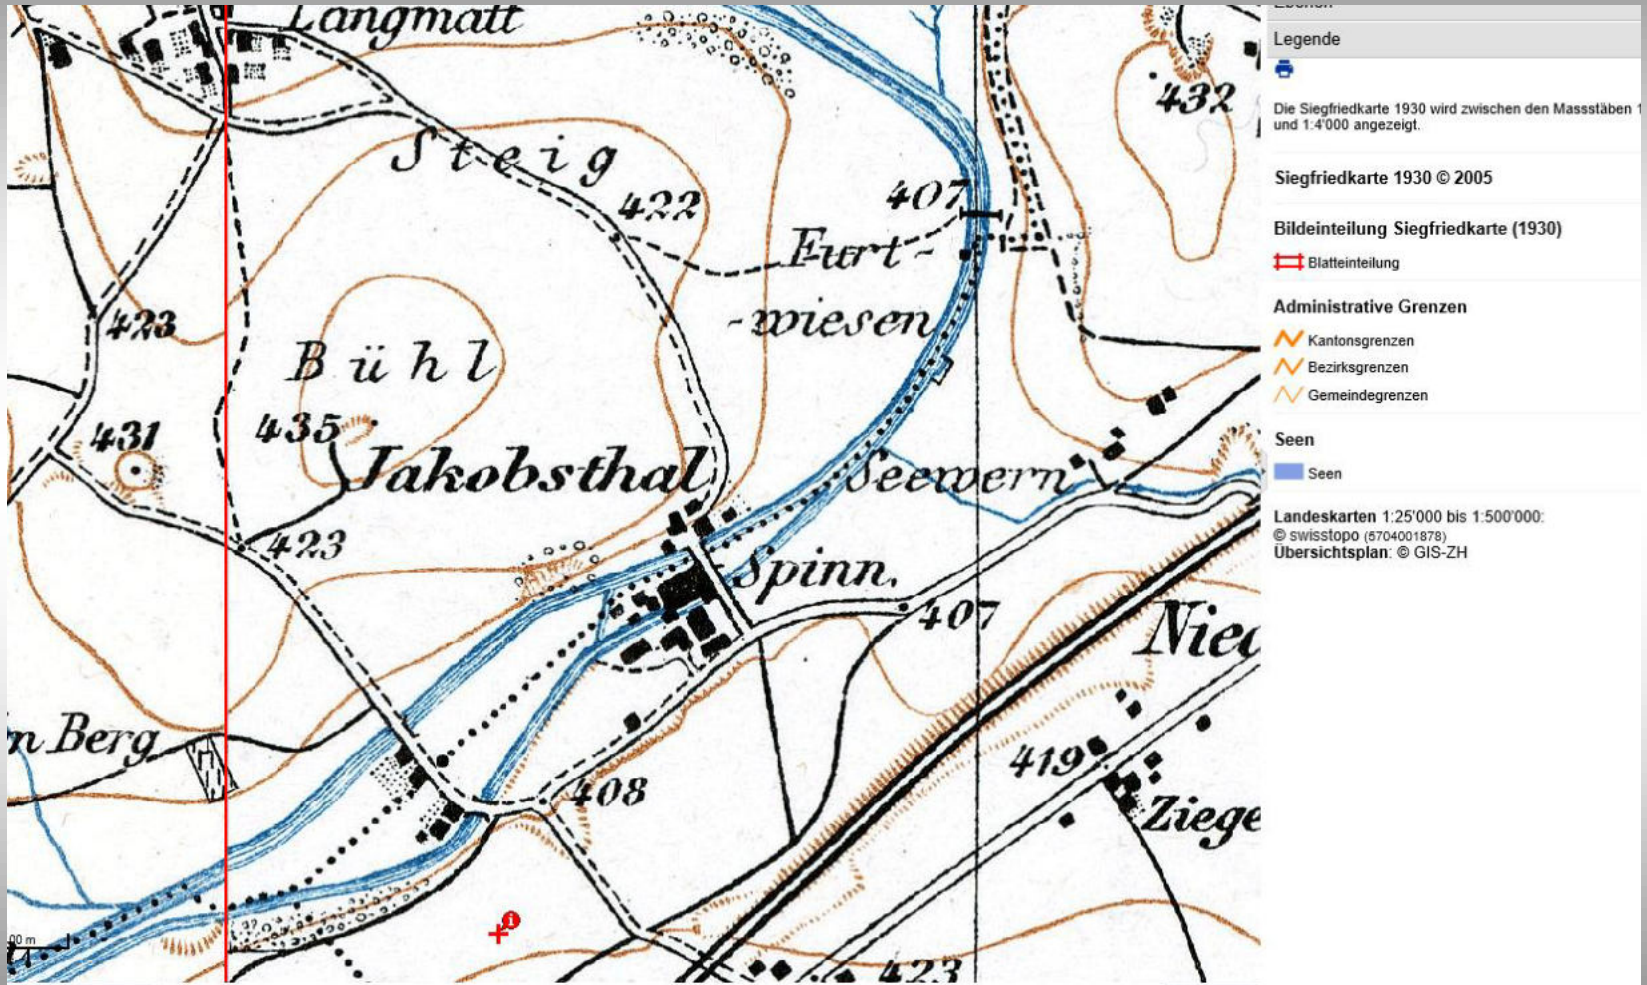 Langmatt
432
Steig
422
407
Furt-
-wiesen
423
Bühl
431
435
Jakobsthal
Seewern
423
Spinn.
407
Nied
n Berg
419
408
Ziege
00 m
423
Legende
Die Siegfriedkarte 1930 wird zwischen den Massstäben 1
und 1:4'000 angezeigt.
Siegfriedkarte 1930 © 2005
Bildeinteilung Siegfriedkarte (1930)
Blatteinteilung
Administrative Grenzen
Kantonsgrenzen
Bezirksgrenzen
Gemeindegrenzen
Seen
Seen
Landeskarten 1:25'000 bis 1:500'000:
© swisstopo (5704001878)
Übersichtsplan: © GIS-ZH